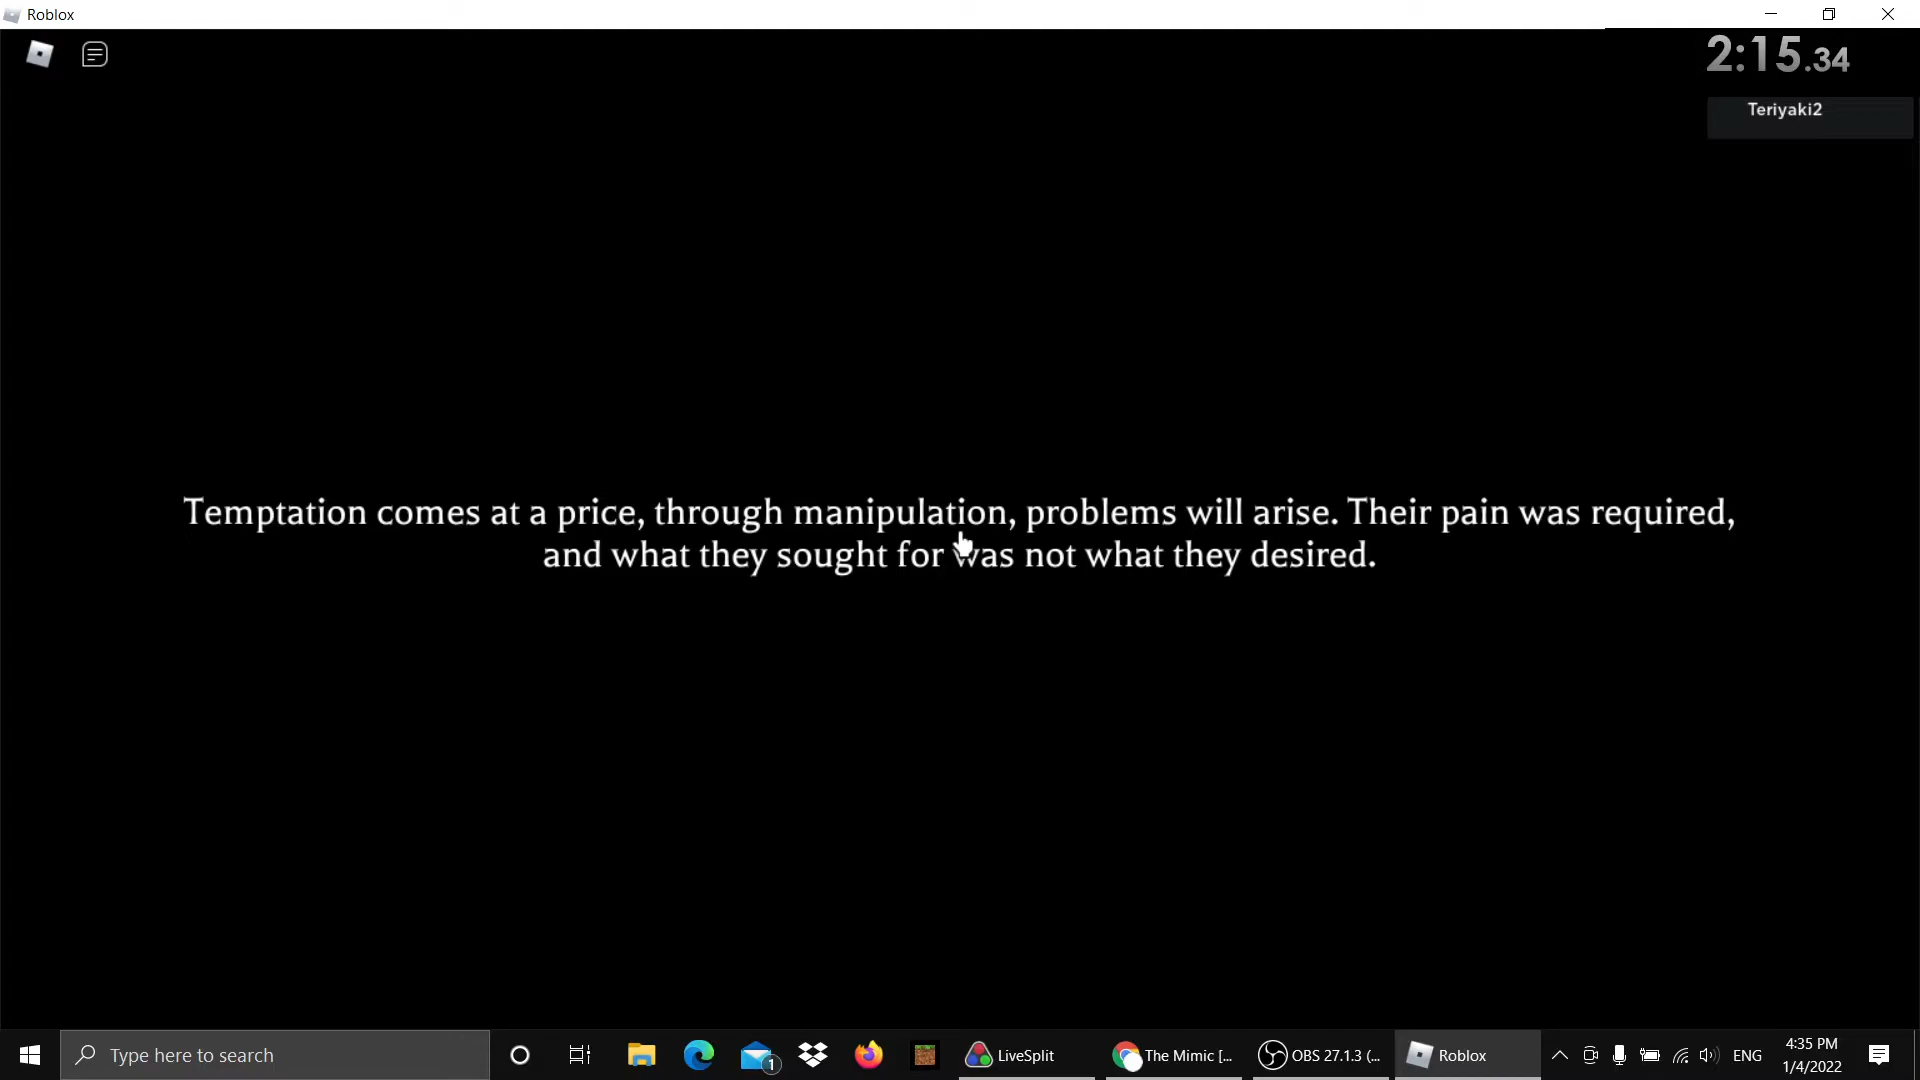 Roblox
2:15.34
Teriyaki2
Temptation comes at a price, through manipulation, problems will arise. Their pain was required,
and what they sought for was not what they desired.
Type here to search
1
LiveSplit
The Mimic [...
OBS 27.1.3 (...
Roblox
ENG
4:35 PM
1/4/2022